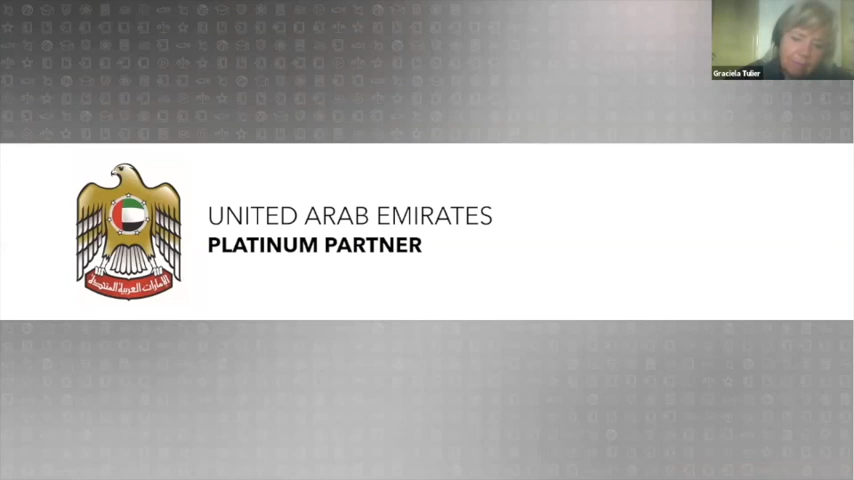 Graciela Tulier
UNITED ARAB EMIRATES
PLATINUM PARTNER
الإمارات العربية المتحدة